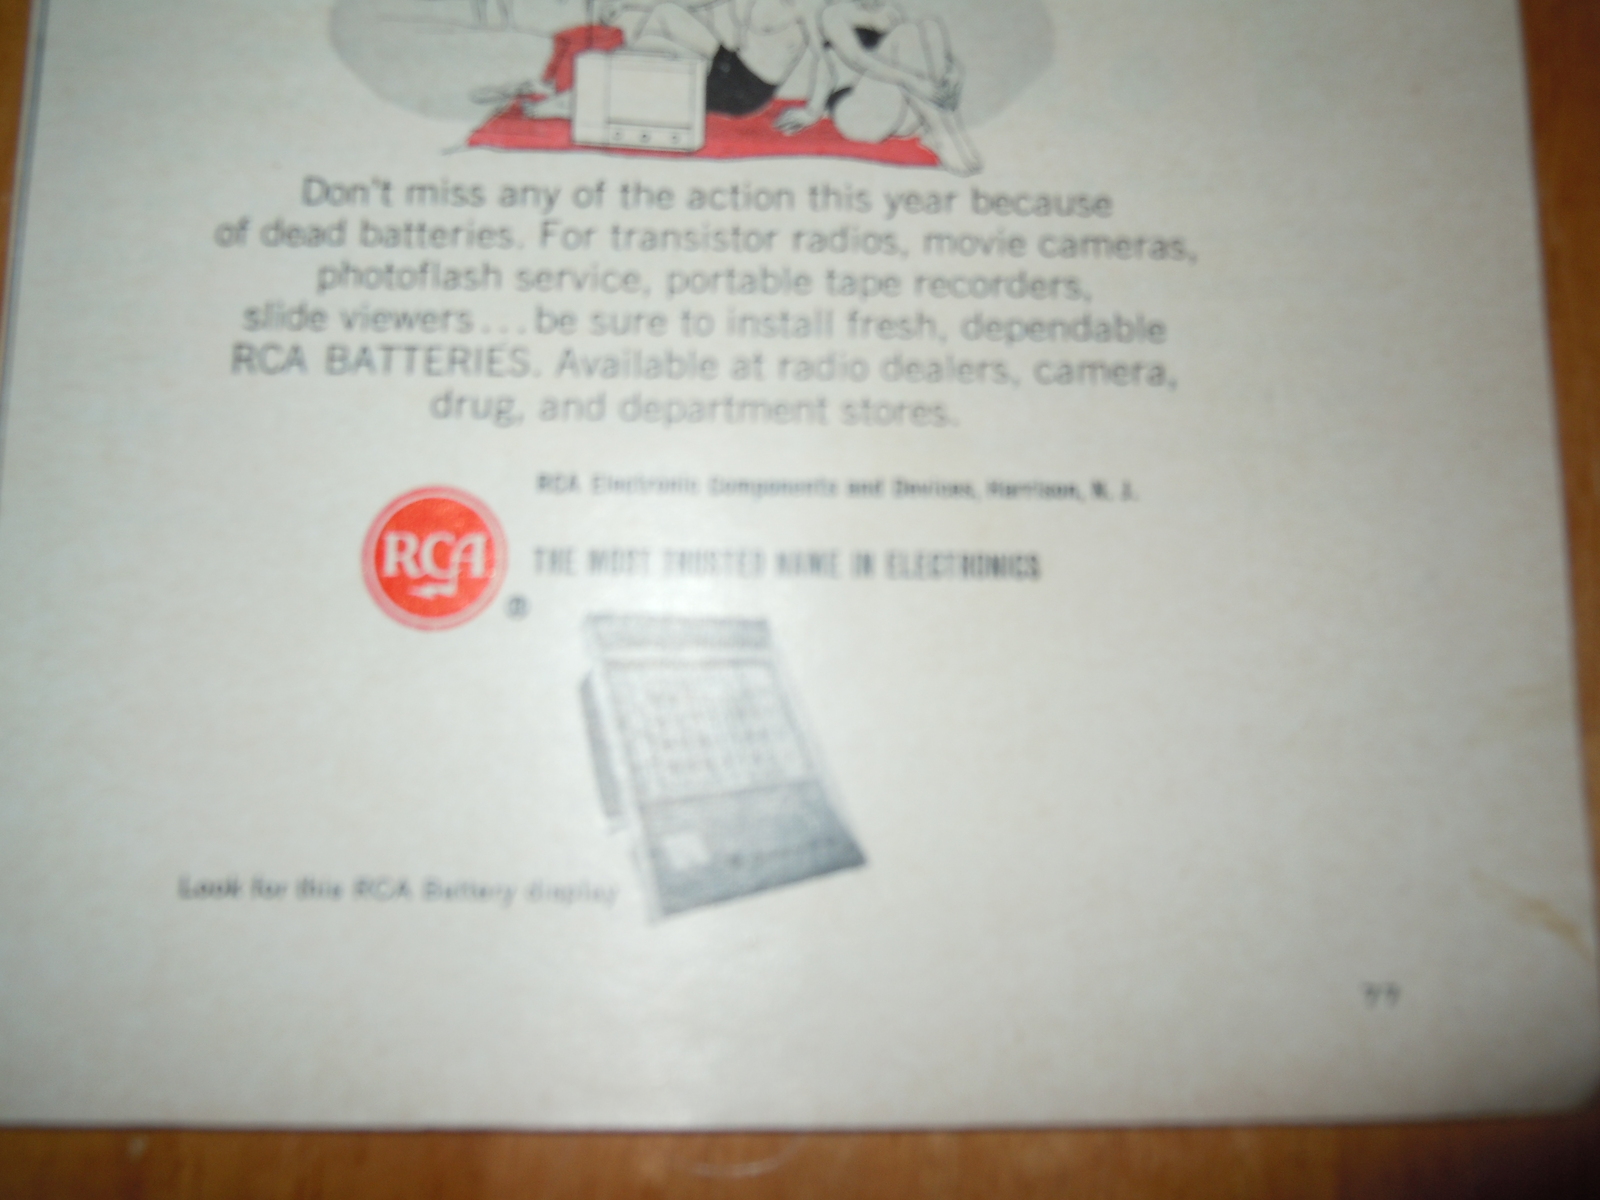 Don't miss any of the action this year because
of dead batteries. For transistor radios, movie cameras,
photoflash service, portable tape recorders,
slide viewers...be sure to install fresh, dependable
RCA BATTERIES. Available at radio dealers, camera,
drug, and department stores.
RCA Electronic Components and Devices, Harrison, N. J.
RCA
®
THE MOST TRUSTED NAME IN ELECTRONICS
Look for this RCA Battery display
77